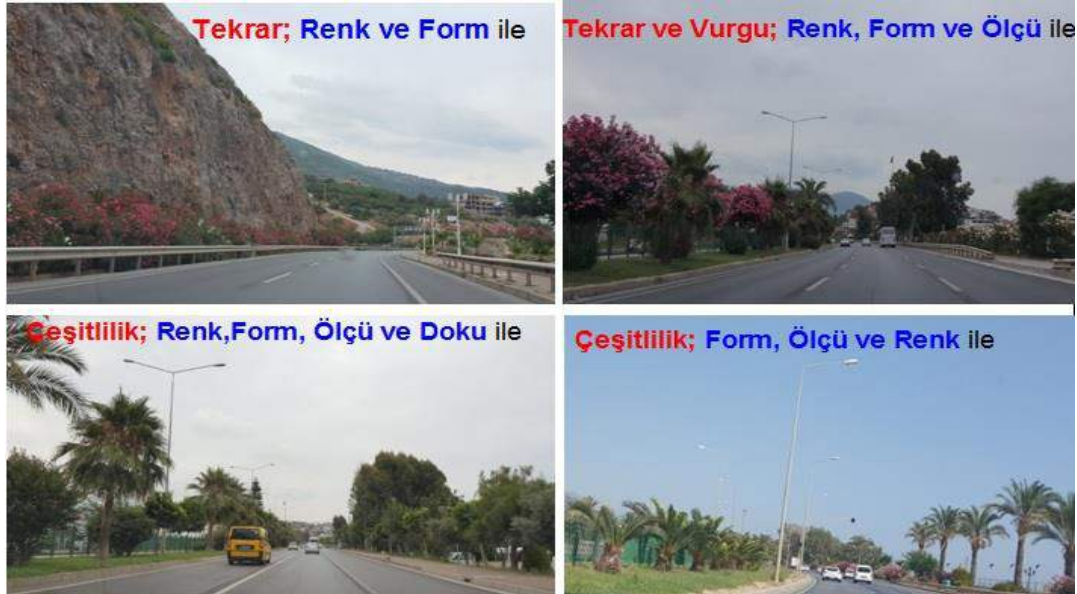 Tekrar; Renk ve Form ile
Tekrar ve Vurgu; Renk, Form ve Ölçü ile
Çeşitlilik; Renk,Form, Ölçü ve Doku ile
Çeşitlilik; Form, Ölçü ve Renk ile